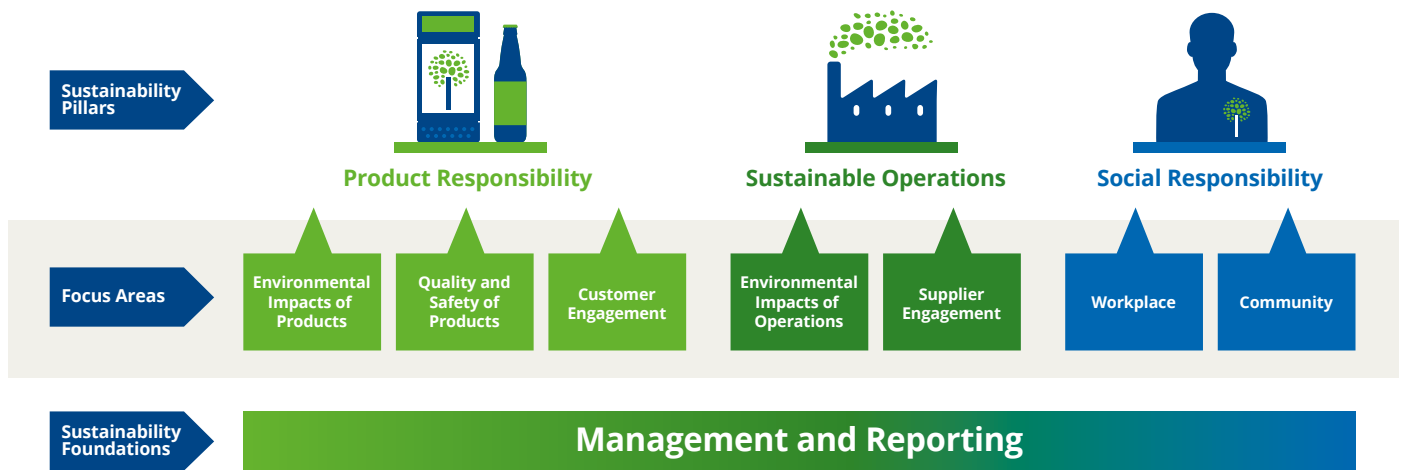 Sustainability
Pillars
Product Responsibility
Sustainable Operations
Social Responsibility
Focus Areas
Environmental
Impacts of
Products
Quality and
Safety of
Products
Customer
Engagement
Environmental
Impacts of
Operations
Supplier
Engagement
Workplace
Community
Sustainability
Foundations
Management and Reporting